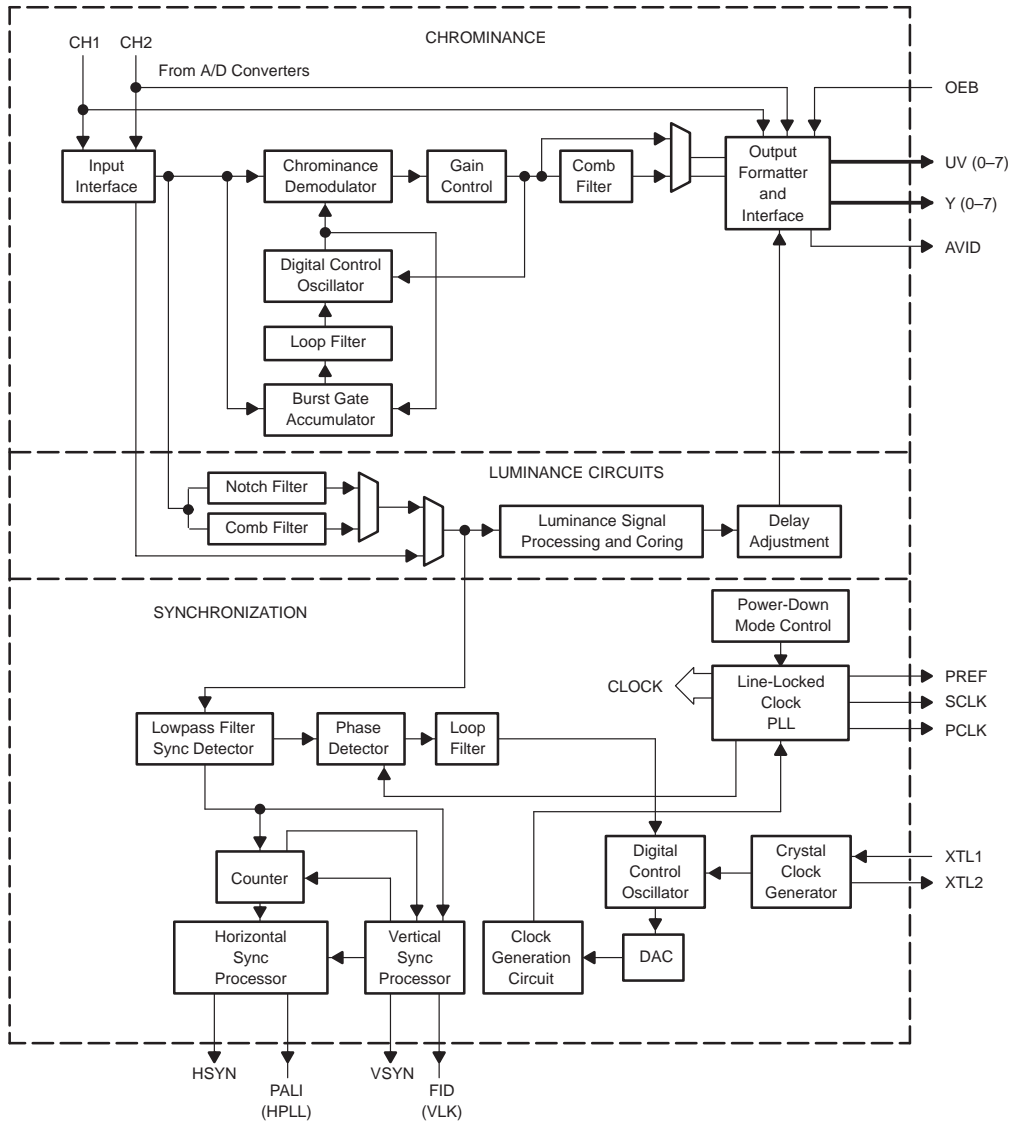 CHROMINANCE
CH1
CH2
From A/D Converters
OEB
Input
Interface
Chrominance
Demodulator
Gain
Control
Comb
Filter
Output
Formatter
and
Interface
UV (0–7)
Y (0–7)
AVID
Digital Control
Oscillator
Loop Filter
Burst Gate
Accumulator
LUMINANCE CIRCUITS
Notch Filter
Comb Filter
Luminance Signal
Processing and Coring
Delay
Adjustment
SYNCHRONIZATION
Power-Down
Mode Control
CLOCK
Line-Locked
Clock
PLL
PREF
SCLK
PCLK
Lowpass Filter
Sync Detector
Phase
Detector
Loop
Filter
Counter
Digital
Control
Oscillator
Crystal
Clock
Generator
XTL1
XTL2
Horizontal
Sync
Processor
Vertical
Sync
Processor
Clock
Generation
Circuit
DAC
HSYN
PALI
(HPLL)
VSYN
FID
(VLK)